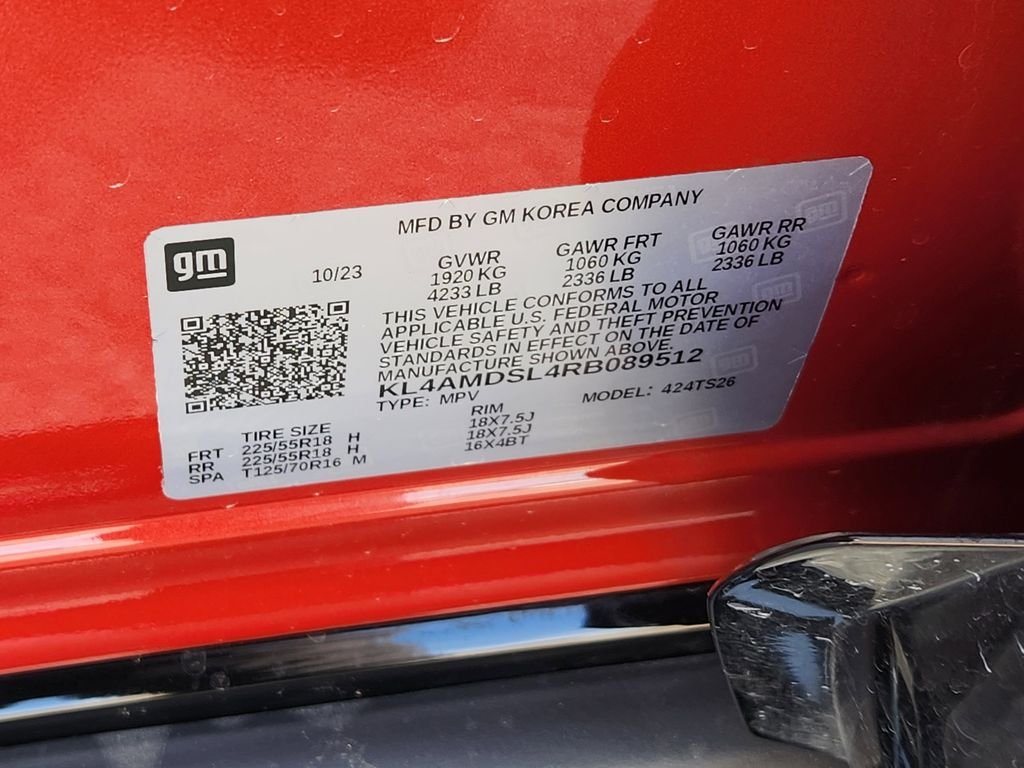 MFD BY GM KOREA COMPANY
gm
10/23
GVWR
1920 KG
4233 LB
GAWR FRT
1060 KG
2336 LB
GAWR RR
1060 KG
2336 LB
THIS VEHICLE CONFORMS TO ALL
APPLICABLE U.S. FEDERAL MOTOR
VEHICLE SAFETY AND THEFT PREVENTION
STANDARDS IN EFFECT ON THE DATE OF
MANUFACTURE SHOWN ABOVE.
KL4AMDSL4RB089512
TYPE: MPV
MODEL: 424TS26
TIRE SIZE RIM
FRT 225/55R18 H 18X7.5J
RR 225/55R18 H 18X7.5J
SPA T125/70R16 M 16X4BT